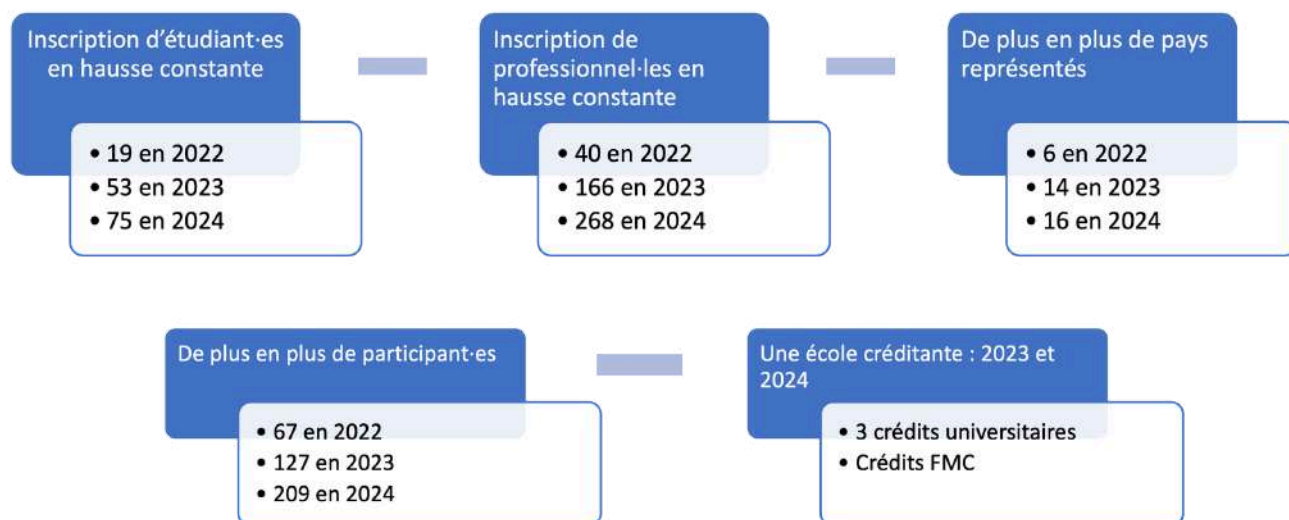 Inscription d'étudiant·es
en hausse constante
• 19 en 2022
• 53 en 2023
• 75 en 2024
Inscription de
professionnel·les en
hausse constante
• 40 en 2022
• 166 en 2023
• 268 en 2024
De plus en plus de pays
représentés
• 6 en 2022
• 14 en 2023
• 16 en 2024
De plus en plus de participant·es
• 67 en 2022
• 127 en 2023
• 209 en 2024
Une école créditante : 2023 et
2024
• 3 crédits universitaires
• Crédits FMC